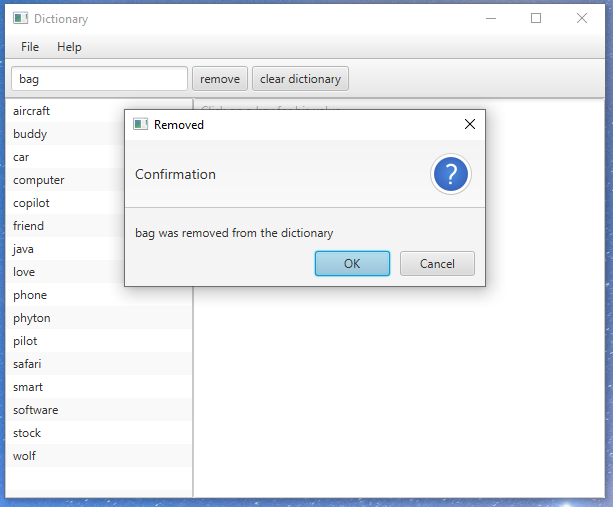 Dictionary
File Help
bag remove clear dictionary
aircraft
buddy
car
computer
copilot
friend
java
love
phone
phyton
pilot
safari
smart
software
stock
wolf
Removed
Confirmation
?
bag was removed from the dictionary
OK Cancel